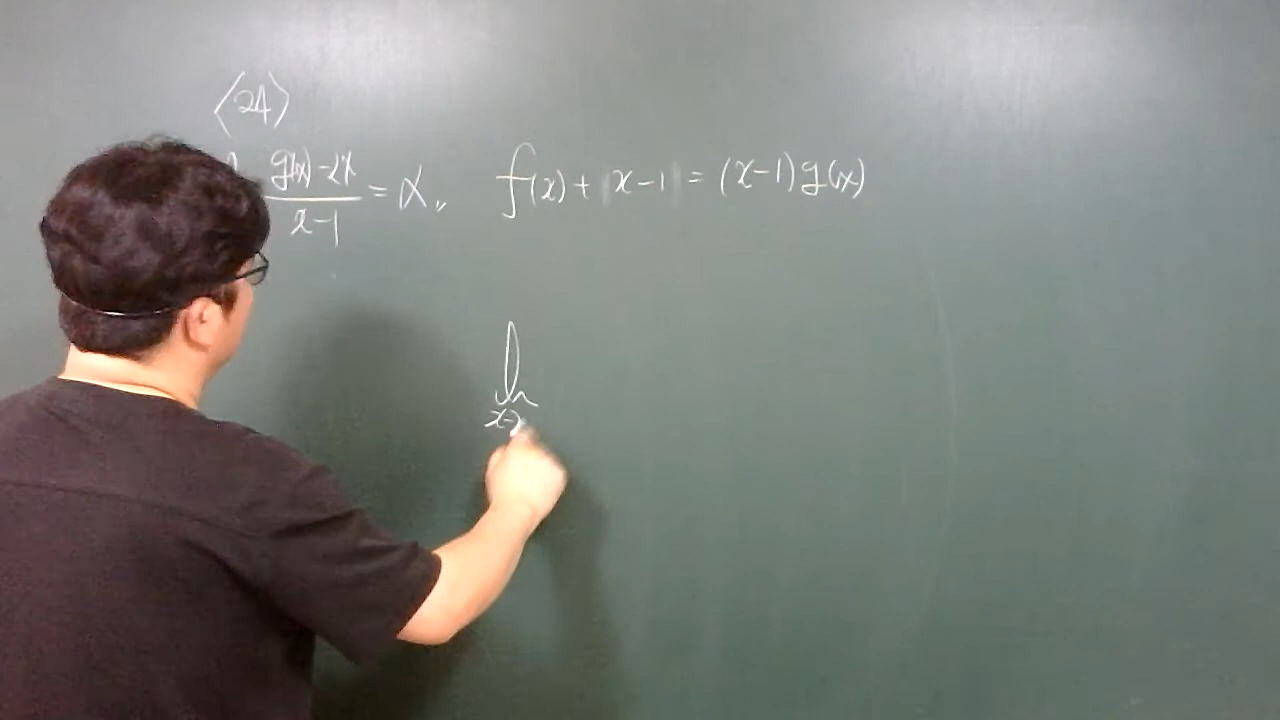 <24>
g(x)-2x
x-1
=α,, f(x)+ x-1 = (x-1)g(x)
lim
x→